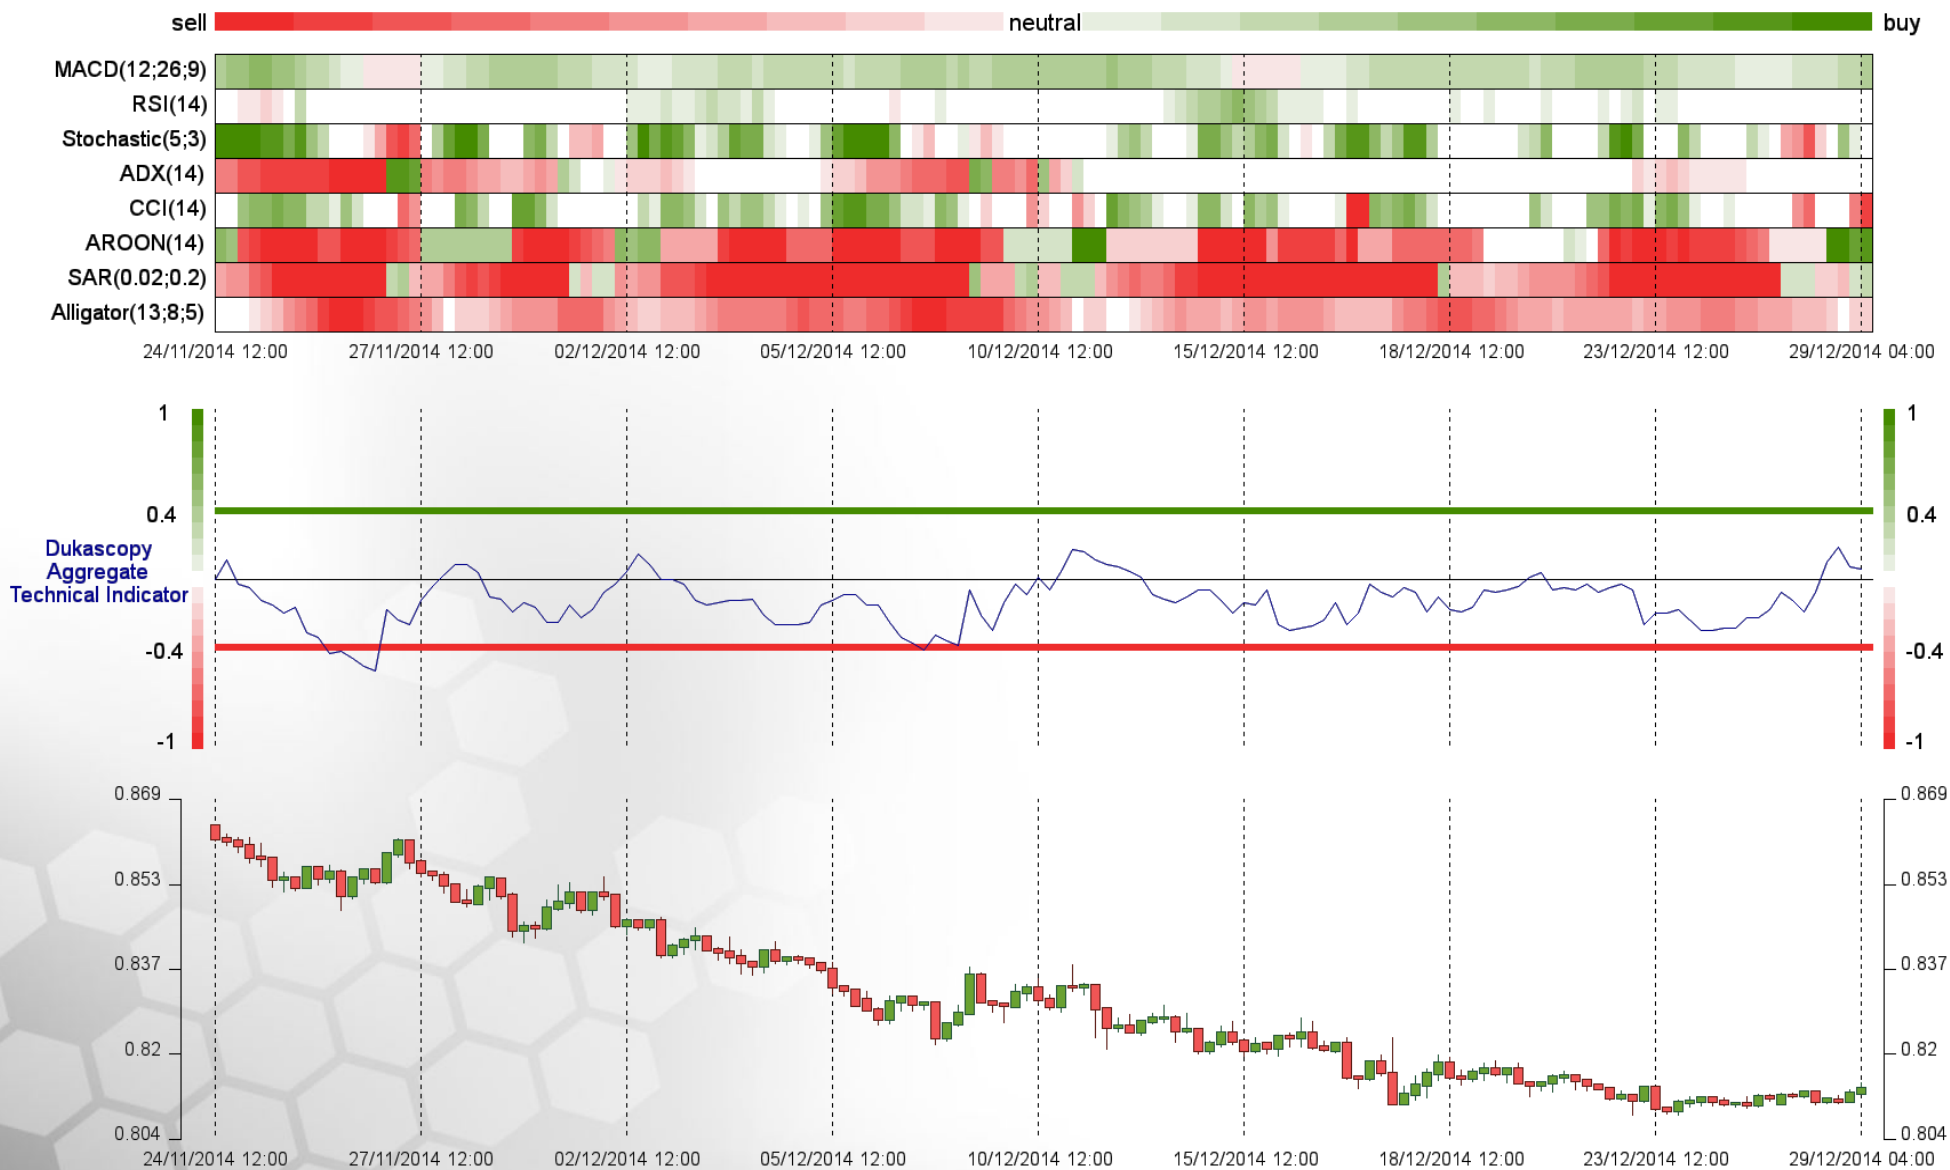 sell neutral buy
MACD(12;26;9)
RSI(14)
Stochastic(5;3)
ADX(14)
CCI(14)
AROON(14)
SAR(0.02;0.2)
Alligator(13;8;5)
24/11/2014 12:00 27/11/2014 12:00 02/12/2014 12:00 05/12/2014 12:00 10/12/2014 12:00 15/12/2014 12:00 18/12/2014 12:00 23/12/2014 12:00 29/12/2014 04:00
1 1
0.4 0.4
Dukascopy
Aggregate
Technical Indicator
-0.4 -0.4
-1 -1
0.869 0.869
0.853 0.853
0.837 0.837
0.82 0.82
0.804 0.804
24/11/2014 12:00 27/11/2014 12:00 02/12/2014 12:00 05/12/2014 12:00 10/12/2014 12:00 15/12/2014 12:00 18/12/2014 12:00 23/12/2014 12:00 29/12/2014 04:00